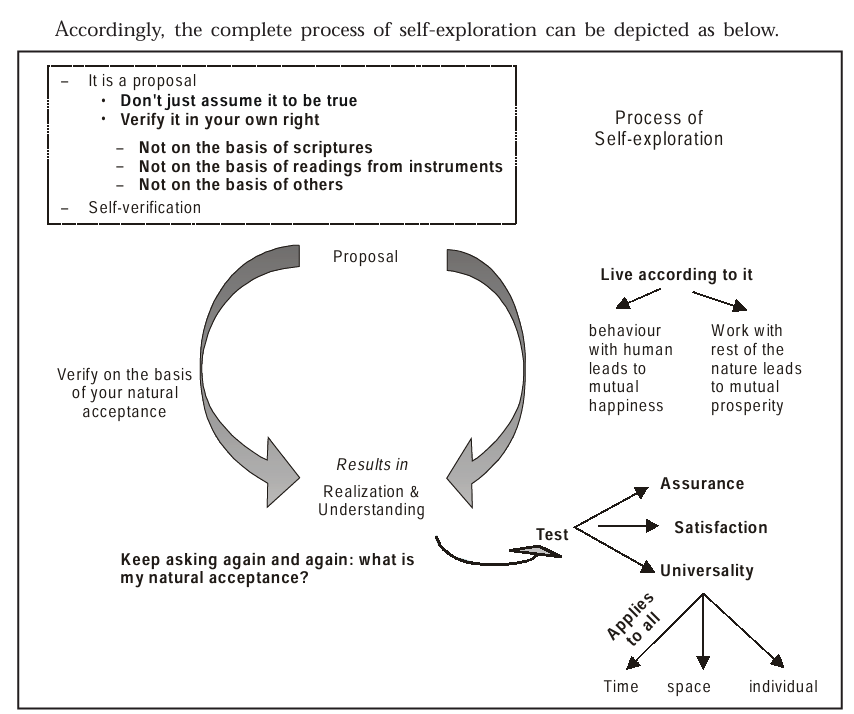 Accordingly, the complete process of self-exploration can be depicted as below.
– It is a proposal
• Don't just assume it to be true
• Verify it in your own right
– Not on the basis of scriptures
– Not on the basis of readings from instruments
– Not on the basis of others
– Self-verification
Process of
Self-exploration
Proposal
Verify on the basis
of your natural
acceptance
Live according to it
behaviour
with human
leads to
mutual
happiness
Work with
rest of the
nature leads
to mutual
prosperity
Results in
Realization &
Understanding
Keep asking again and again: what is
my natural acceptance?
Test
Assurance
Satisfaction
Universality
Applies
to all
Time space individual